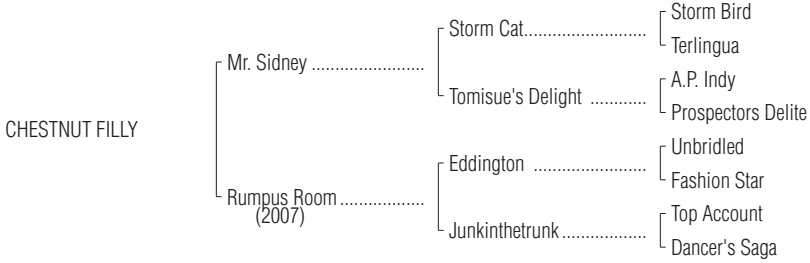 Storm Bird
Storm Cat..........................
Terlingua
Mr. Sidney ........................
A.P. Indy
Tomisue's Delight ............
Prospectors Delite
CHESTNUT FILLY
Unbridled
Eddington ........................
Fashion Star
Rumpus Room..................
(2007)
Top Account
Junkinthetrunk..................
Dancer's Saga